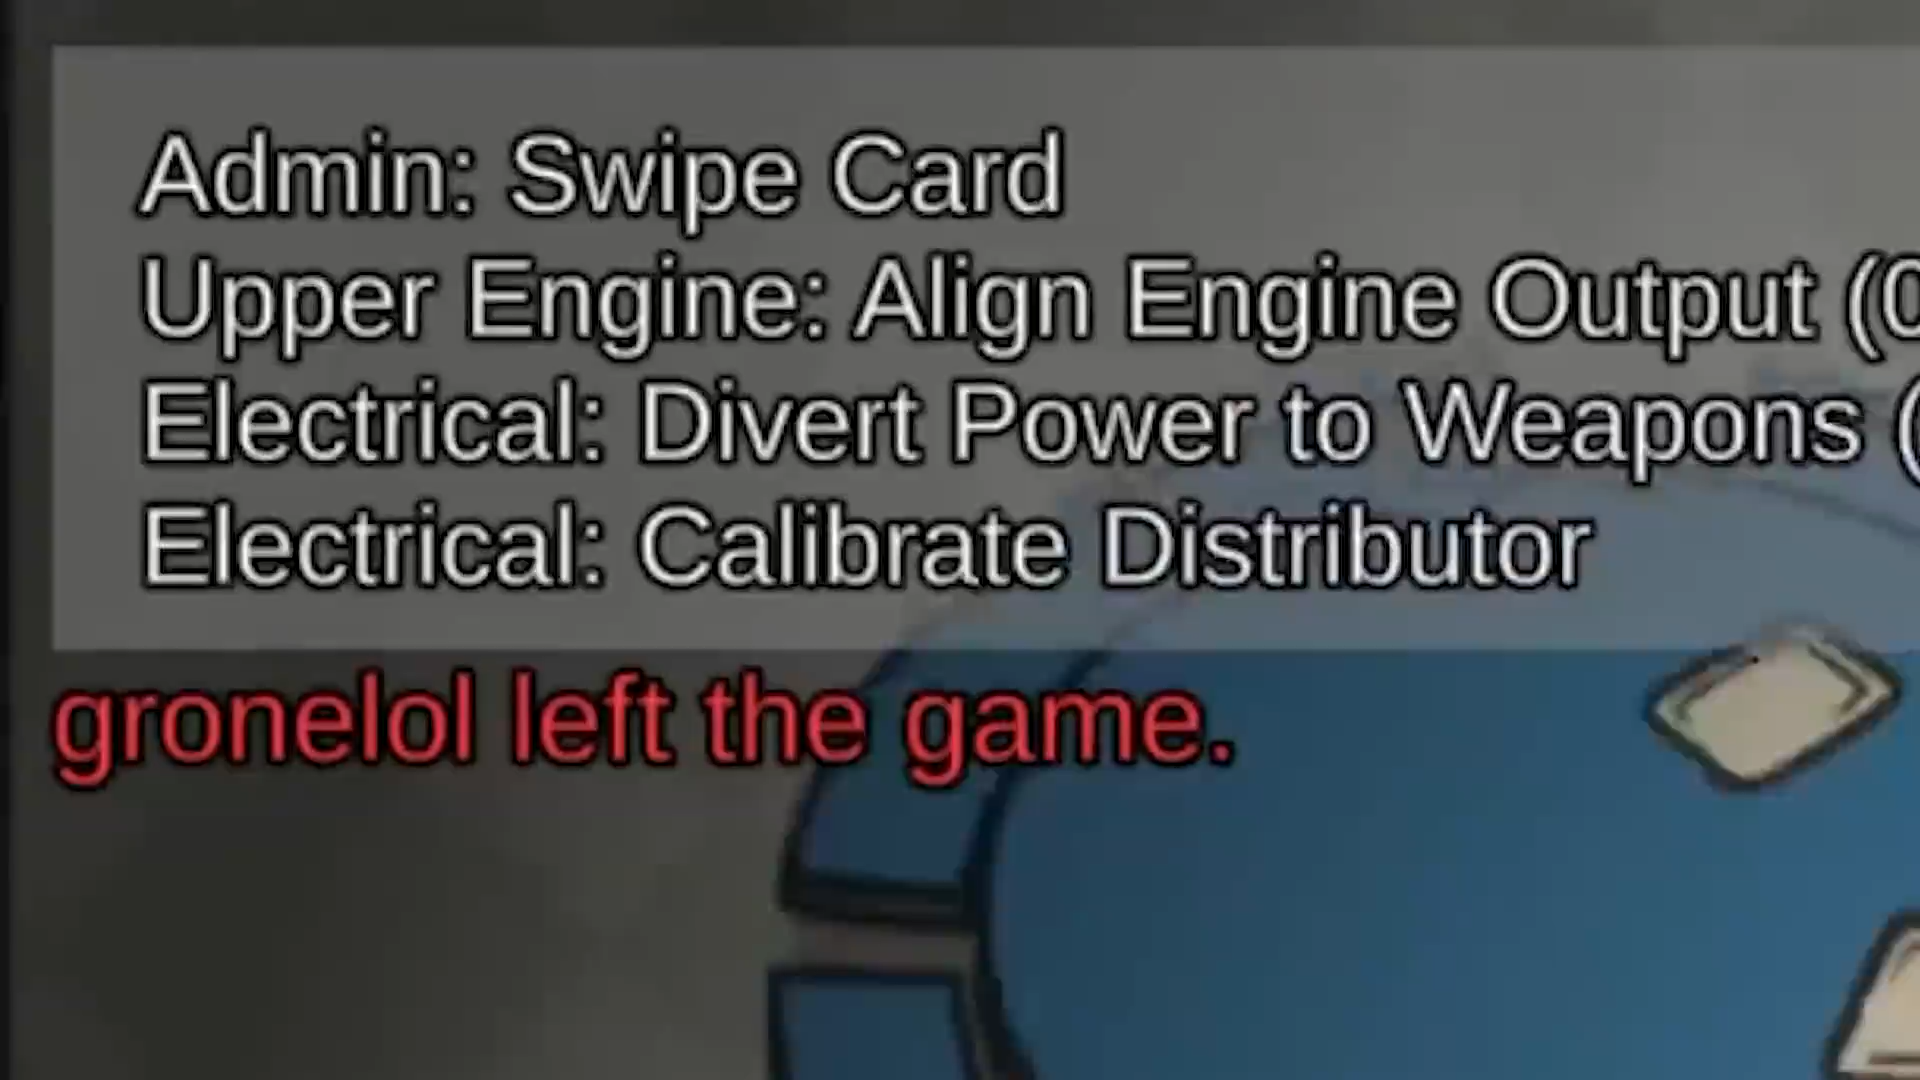 Admin: Swipe Card
Upper Engine: Align Engine Output (0
Electrical: Divert Power to Weapons (
Electrical: Calibrate Distributor
gronelol left the game.